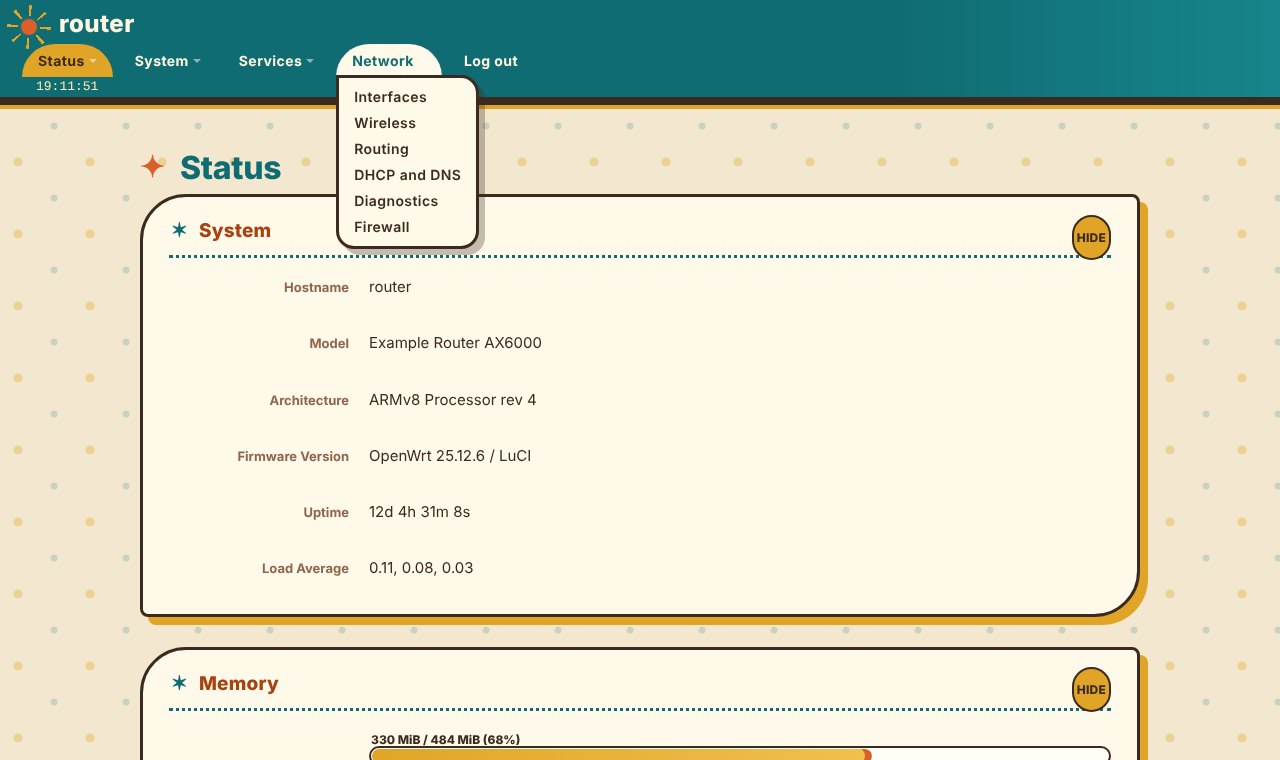 router
Status System Services Network Log out
19:11:51
Interfaces
Wireless
Routing
DHCP and DNS
Diagnostics
Firewall
Status
System
HIDE
Hostname router
Model Example Router AX6000
Architecture ARMv8 Processor rev 4
Firmware Version OpenWrt 25.12.6 / LuCI
Uptime 12d 4h 31m 8s
Load Average 0.11, 0.08, 0.03
Memory
HIDE
330 MiB / 484 MiB (68%)